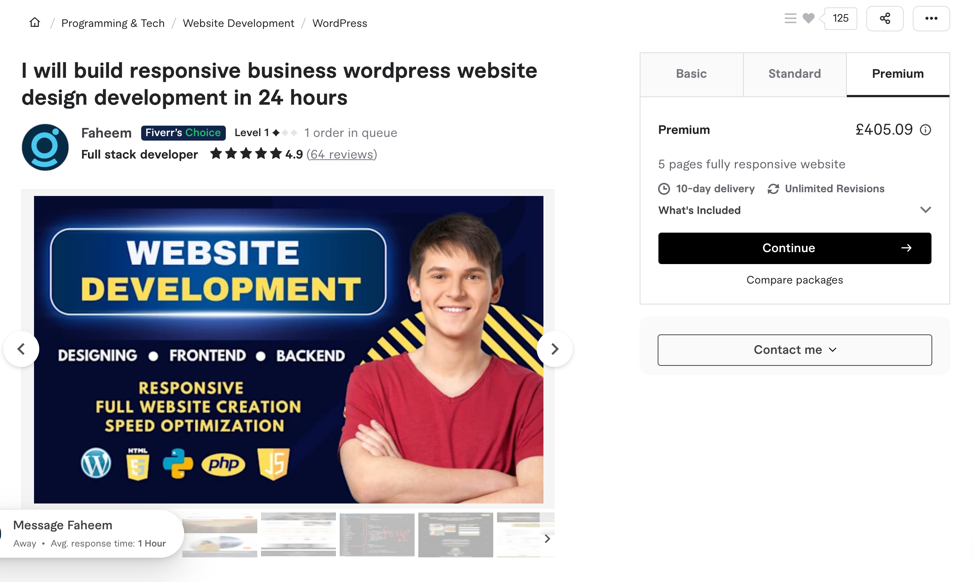 / Programming & Tech / Website Development / WordPress
125
I will build responsive business wordpress website
design development in 24 hours
Faheem Fiverr's Choice Level 1 1 order in queue
Full stack developer 4.9 (64 reviews)
WEBSITE
DEVELOPMENT
DESIGNING ● FRONTEND ● BACKEND
RESPONSIVE
FULL WEBSITE CREATION
SPEED OPTIMIZATION
HTML
5
php
JS
Message Faheem
Away • Avg. response time: 1 Hour
Basic Standard Premium
Premium £405.09
5 pages fully responsive website
10-day delivery Unlimited Revisions
What's Included
Continue
Compare packages
Contact me